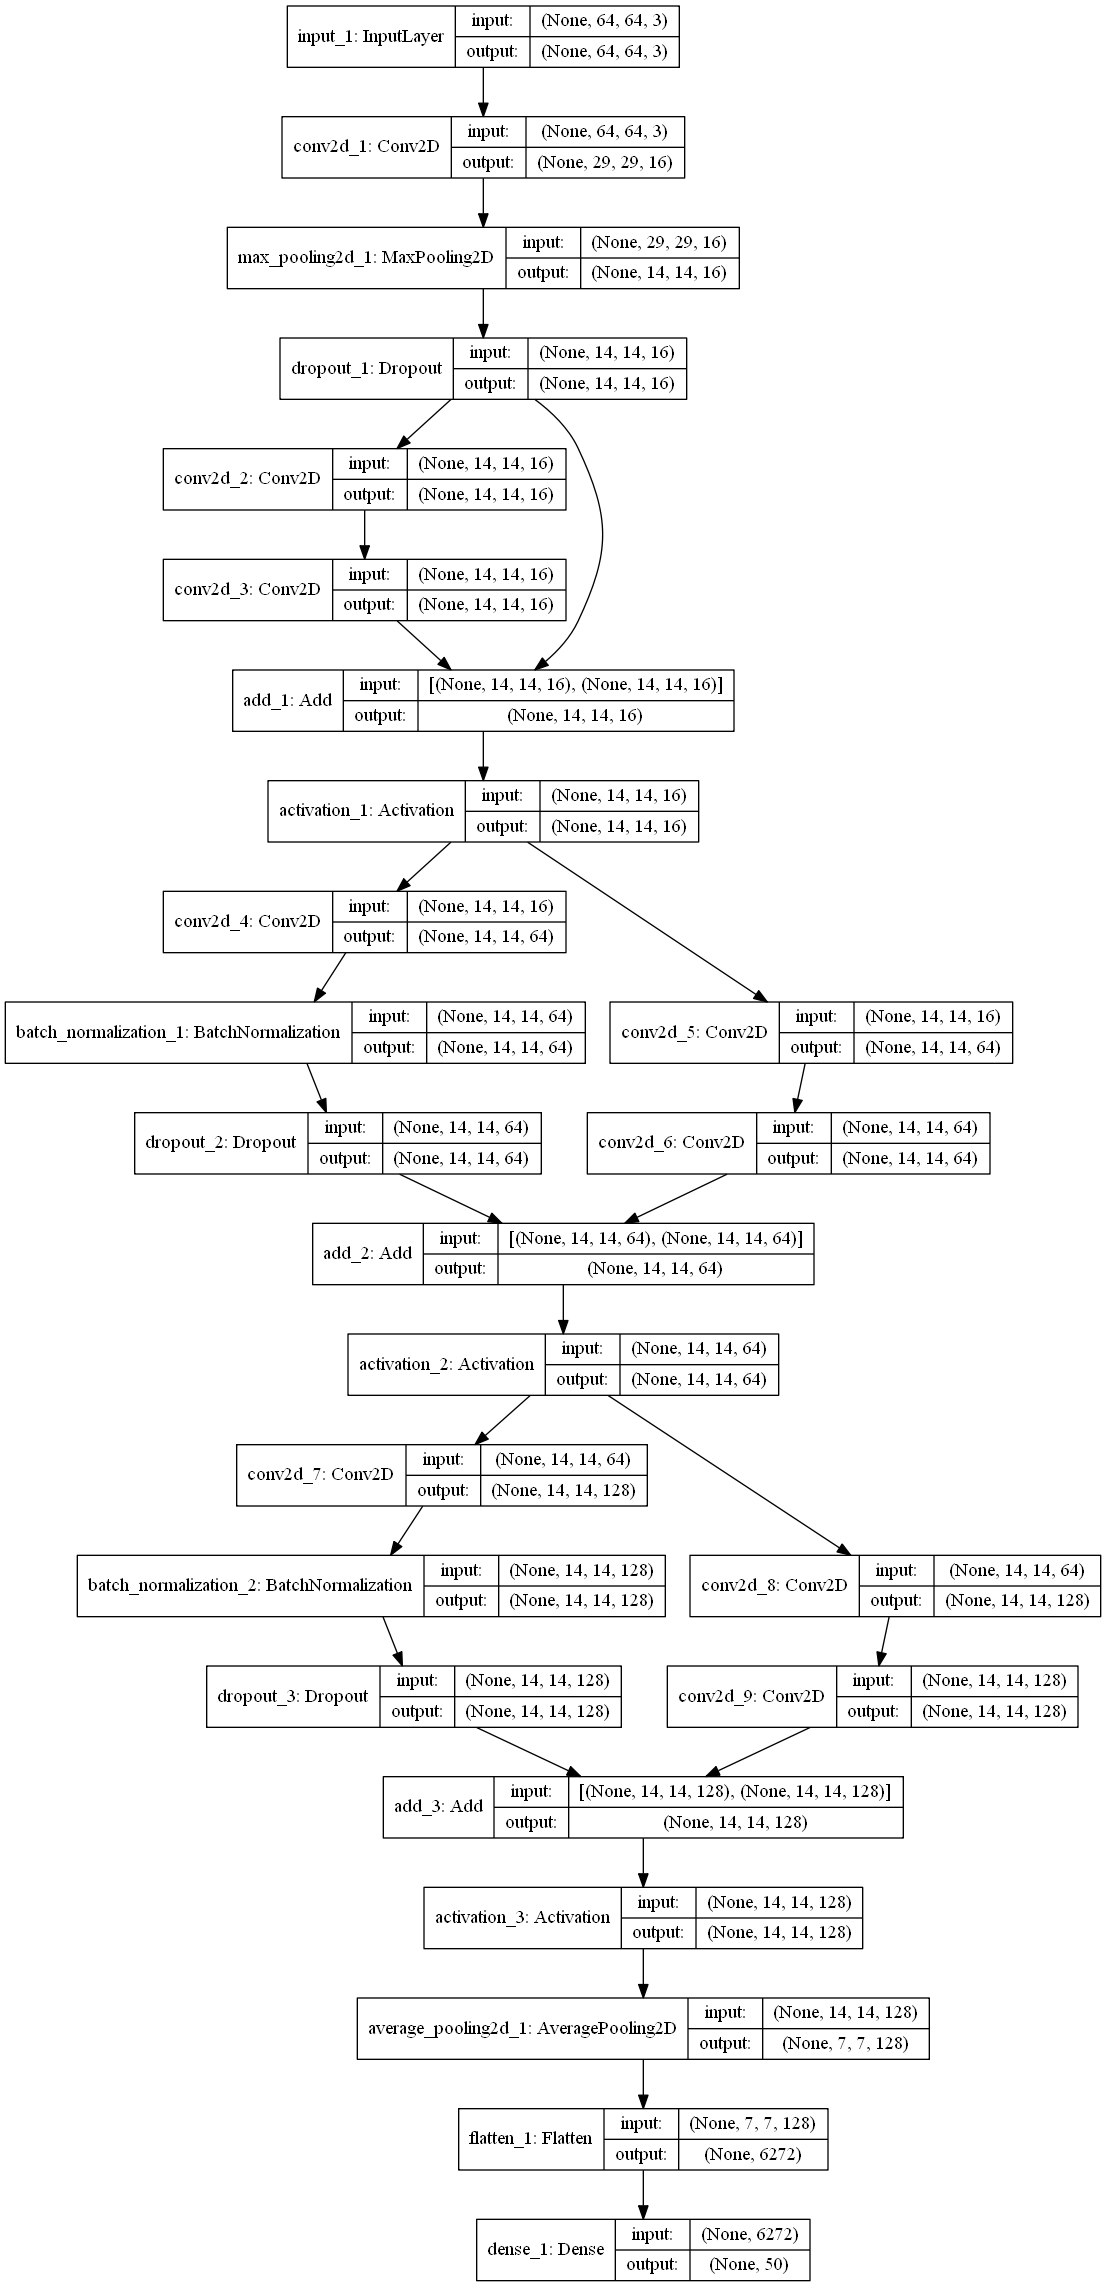 input_1: InputLayer
input: (None, 64, 64, 3)
output: (None, 64, 64, 3)
conv2d_1: Conv2D
input: (None, 64, 64, 3)
output: (None, 29, 29, 16)
max_pooling2d_1: MaxPooling2D
input: (None, 29, 29, 16)
output: (None, 14, 14, 16)
dropout_1: Dropout
input: (None, 14, 14, 16)
output: (None, 14, 14, 16)
conv2d_2: Conv2D
input: (None, 14, 14, 16)
output: (None, 14, 14, 16)
conv2d_3: Conv2D
input: (None, 14, 14, 16)
output: (None, 14, 14, 16)
add_1: Add
input: [(None, 14, 14, 16), (None, 14, 14, 16)]
output: (None, 14, 14, 16)
activation_1: Activation
input: (None, 14, 14, 16)
output: (None, 14, 14, 16)
conv2d_4: Conv2D
input: (None, 14, 14, 16)
output: (None, 14, 14, 64)
batch_normalization_1: BatchNormalization
input: (None, 14, 14, 64)
output: (None, 14, 14, 64)
conv2d_5: Conv2D
input: (None, 14, 14, 16)
output: (None, 14, 14, 64)
dropout_2: Dropout
input: (None, 14, 14, 64)
output: (None, 14, 14, 64)
conv2d_6: Conv2D
input: (None, 14, 14, 64)
output: (None, 14, 14, 64)
add_2: Add
input: [(None, 14, 14, 64), (None, 14, 14, 64)]
output: (None, 14, 14, 64)
activation_2: Activation
input: (None, 14, 14, 64)
output: (None, 14, 14, 64)
conv2d_7: Conv2D
input: (None, 14, 14, 64)
output: (None, 14, 14, 128)
batch_normalization_2: BatchNormalization
input: (None, 14, 14, 128)
output: (None, 14, 14, 128)
conv2d_8: Conv2D
input: (None, 14, 14, 64)
output: (None, 14, 14, 128)
dropout_3: Dropout
input: (None, 14, 14, 128)
output: (None, 14, 14, 128)
conv2d_9: Conv2D
input: (None, 14, 14, 128)
output: (None, 14, 14, 128)
add_3: Add
input: [(None, 14, 14, 128), (None, 14, 14, 128)]
output: (None, 14, 14, 128)
activation_3: Activation
input: (None, 14, 14, 128)
output: (None, 14, 14, 128)
average_pooling2d_1: AveragePooling2D
input: (None, 14, 14, 128)
output: (None, 7, 7, 128)
flatten_1: Flatten
input: (None, 7, 7, 128)
output: (None, 6272)
dense_1: Dense
input: (None, 6272)
output: (None, 50)